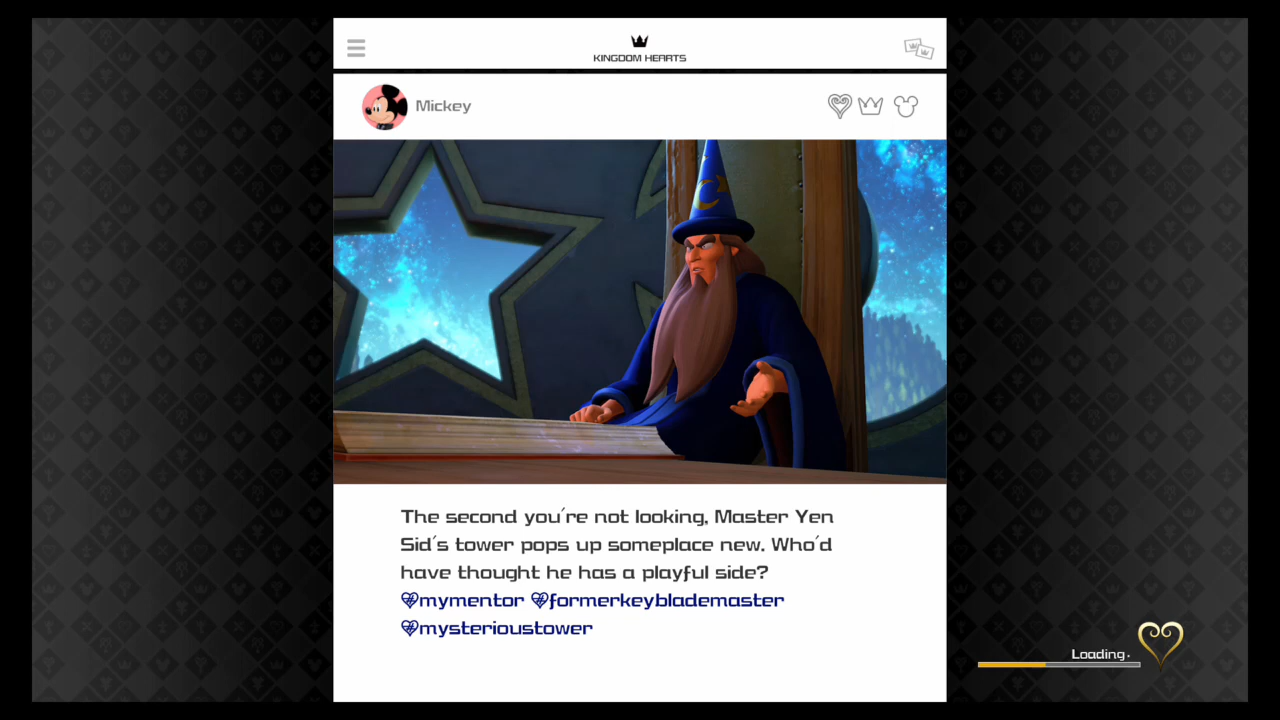 KINGDOM HEARTS
Mickey
The second you're not looking, Master Yen
Sid's tower pops up someplace new. Who'd
have thought he has a playful side?
#mymentor #formerkeyblademaster
#mysterioustower
Loading.